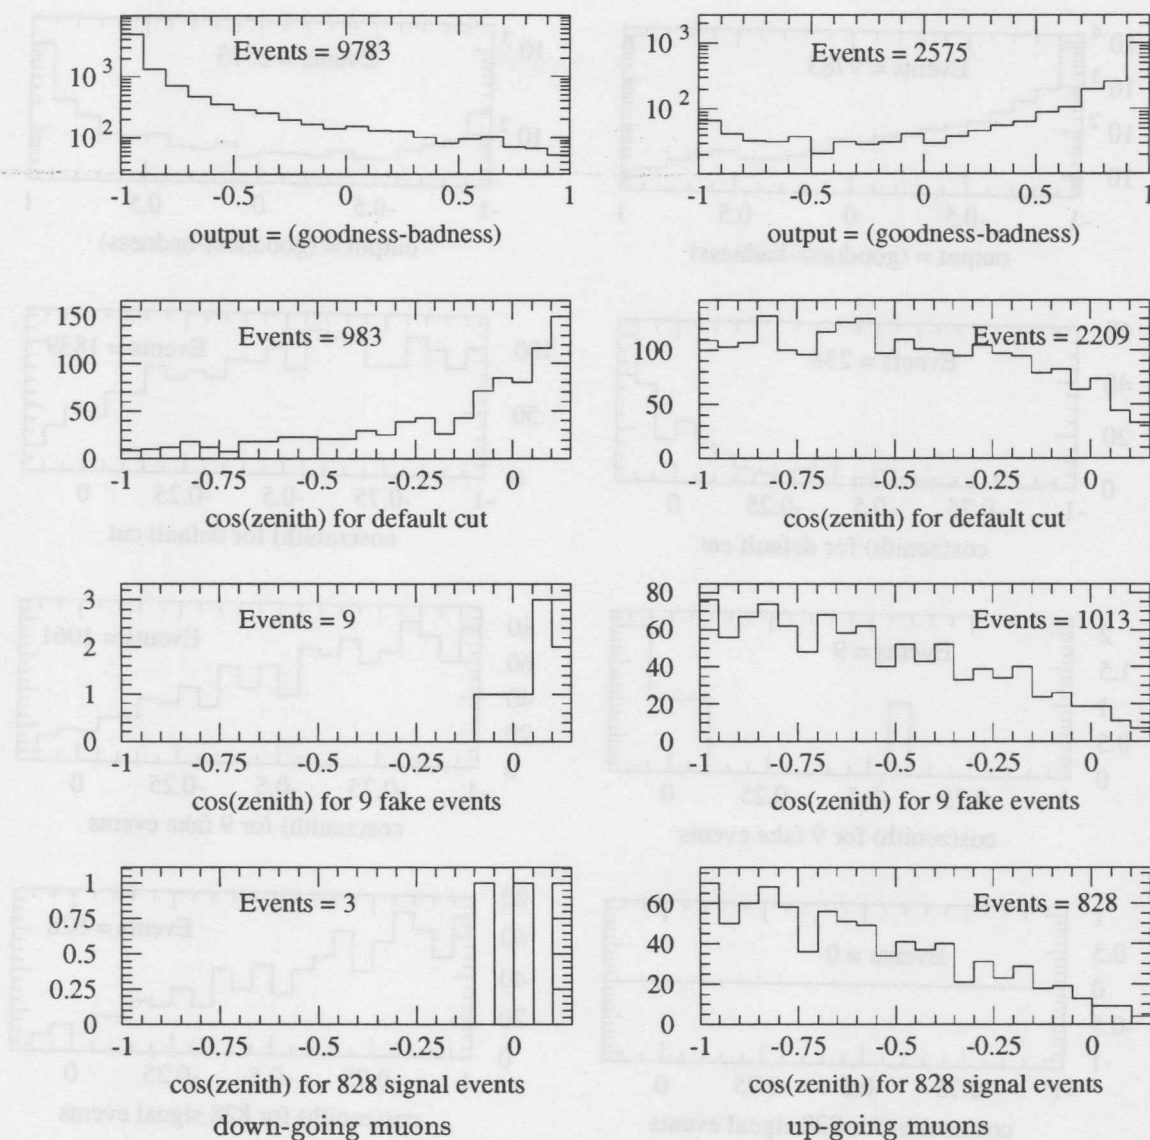 Events = 9783
10^3
10^2
-1 -0.5 0 0.5 1
output = (goodness-badness)
Events = 2575
10^3
10^2
-1 -0.5 0 0.5 1
output = (goodness-badness)
Events = 983
150
100
50
0
-1 -0.75 -0.5 -0.25 0
cos(zenith) for default cut
Events = 2209
100
50
0
-1 -0.75 -0.5 -0.25 0
cos(zenith) for default cut
Events = 9
3
2
1
0
-1 -0.75 -0.5 -0.25 0
cos(zenith) for 9 fake events
Events = 1013
80
60
40
20
0
-1 -0.75 -0.5 -0.25 0
cos(zenith) for 9 fake events
Events = 3
1
0.75
0.5
0.25
0
-1 -0.75 -0.5 -0.25 0
cos(zenith) for 828 signal events
down-going muons
Events = 828
60
40
20
0
-1 -0.75 -0.5 -0.25 0
cos(zenith) for 828 signal events
up-going muons